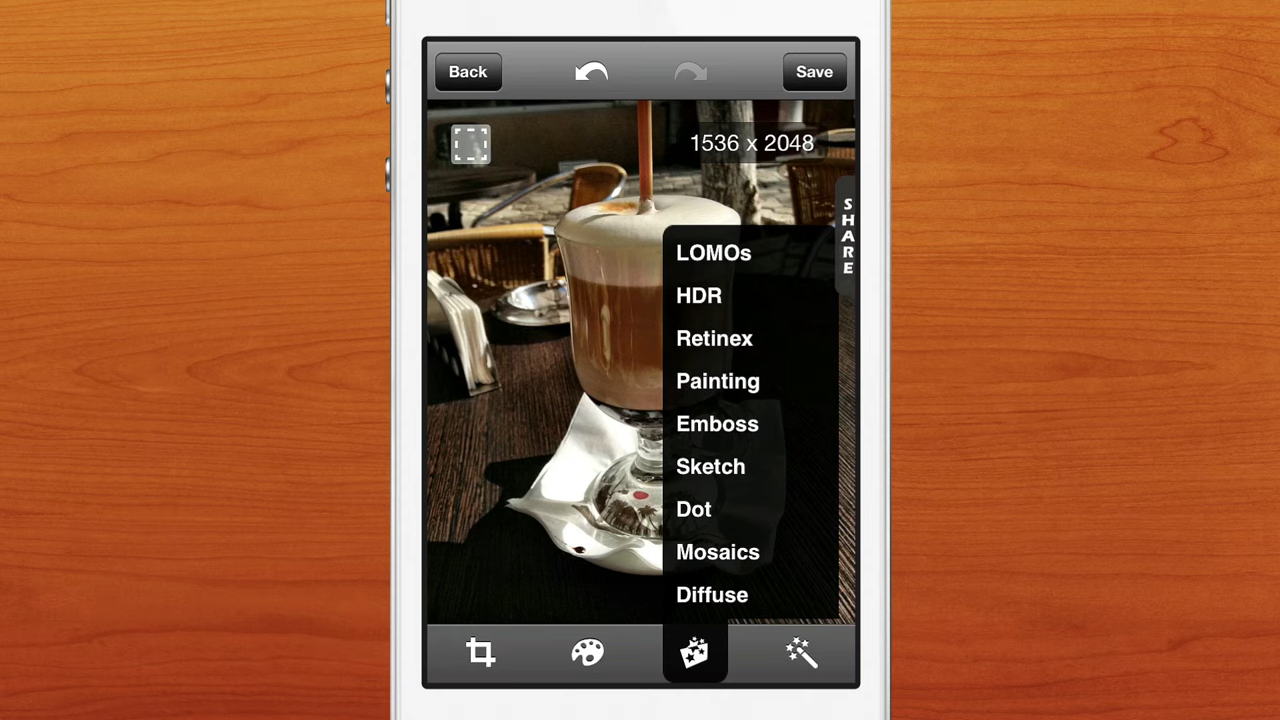 Back
Save
1536 x 2048
SHARE
LOMOs
HDR
Retinex
Painting
Emboss
Sketch
Dot
Mosaics
Diffuse